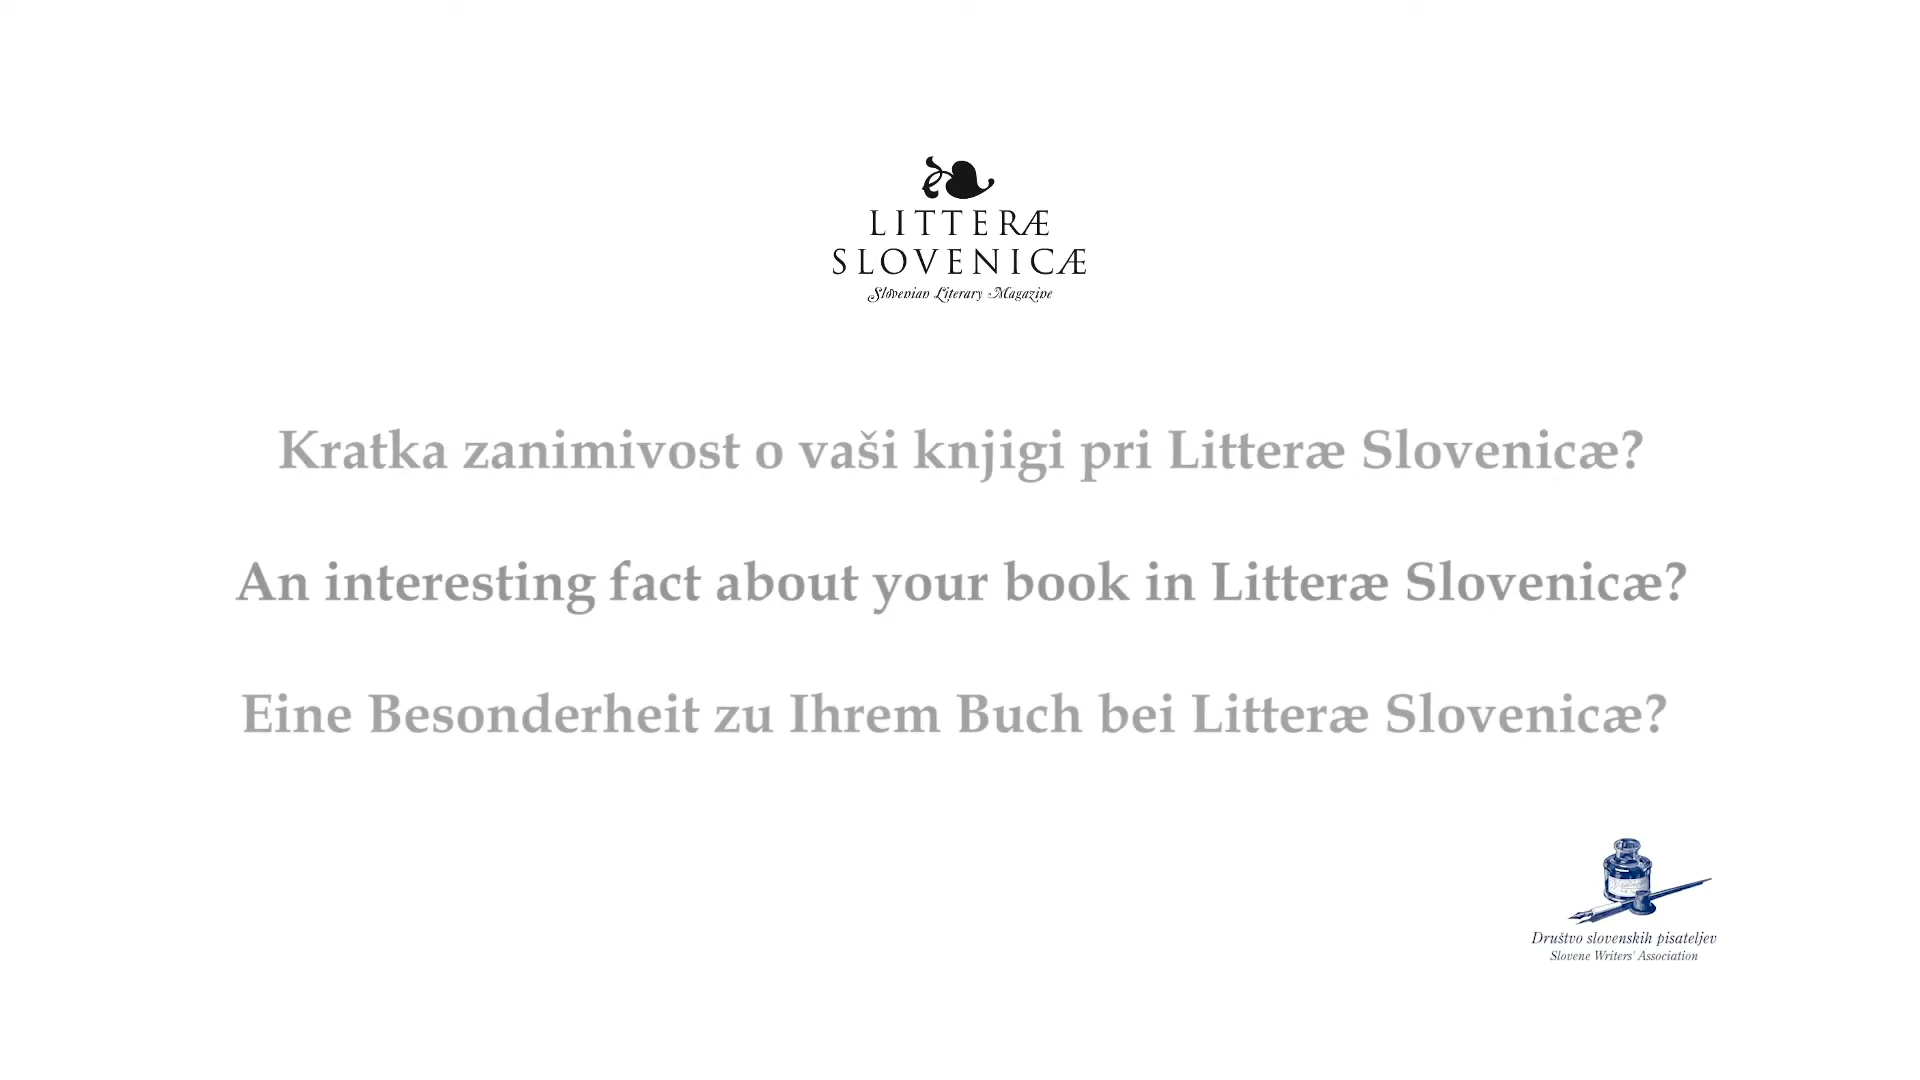 LITTERÆ
SLOVENICÆ
Slovenian Literary Magazine
Kratka zanimivost o vaši knjigi pri Litteræ Slovenicæ?
An interesting fact about your book in Litteræ Slovenicæ?
Eine Besonderheit zu Ihrem Buch bei Litteræ Slovenicæ?
Društvo slovenskih pisateljev
Slovene Writers' Association